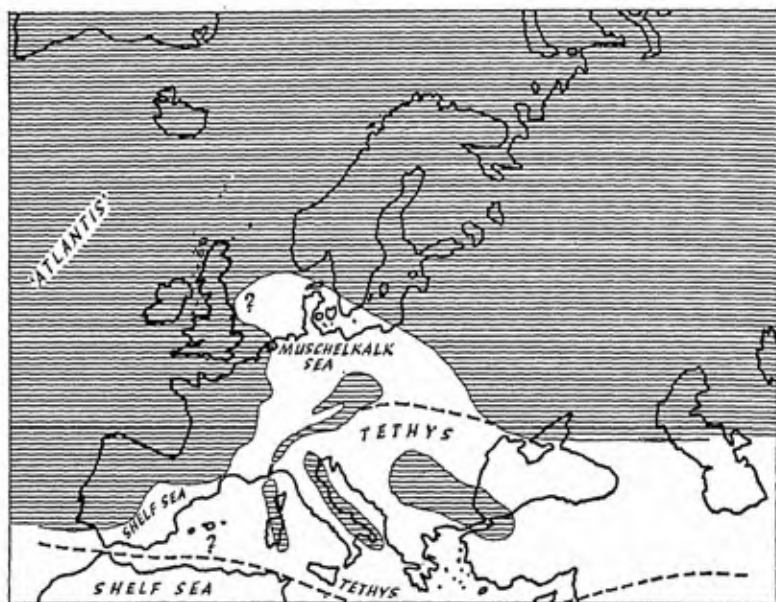 'ATLANTIS'
?
MUSCHELKALK
SEA
TETHYS
SHELF SEA
?
SHELF SEA
TETHYS